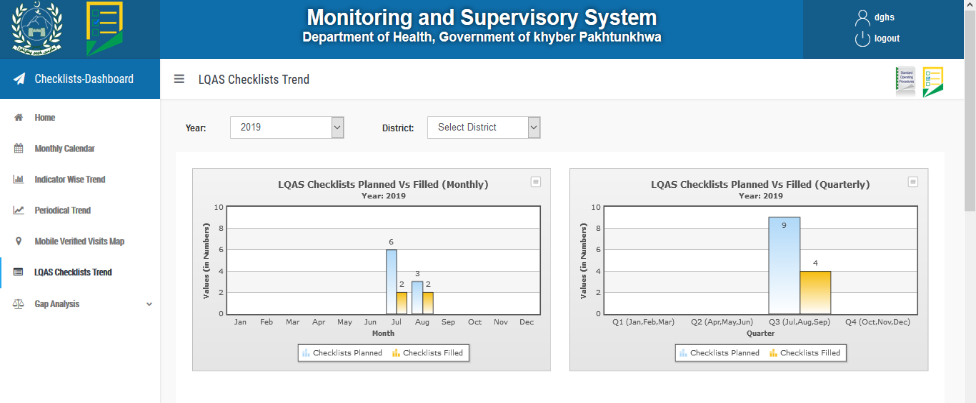 Monitoring and Supervisory System
Department of Health, Government of khyber Pakhtunkhwa
dghs
logout
Checklists-Dashboard
LQAS Checklists Trend
Home
Monthly Calendar
Indicator Wise Trend
Periodical Trend
Mobile Verified Visits Map
LQAS Checklists Trend
Gap Analysis
Year:
2019
District:
Select District
LQAS Checklists Planned Vs Filled (Monthly)
Year: 2019
Values (in Numbers)
10
8
6
4
2
0
6
2
3
2
Jan Feb Mar Apr May Jun Jul Aug Sep Oct Nov Dec
Month
Checklists Planned Checklists Filled
LQAS Checklists Planned Vs Filled (Quarterly)
Year: 2019
Values (in Numbers)
10
8
6
4
2
0
9
4
Q1 (Jan,Feb,Mar) Q2 (Apr,May,Jun) Q3 (Jul,Aug,Sep) Q4 (Oct,Nov,Dec)
Quarter
Checklists Planned Checklists Filled